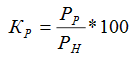 K_P = P_P / P_H * 100